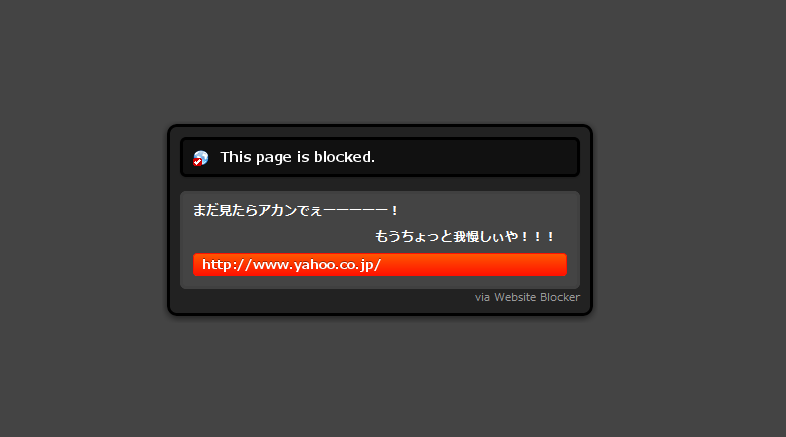 This page is blocked.
まだ見たらアカンでぇーーーーー！
もうちょっと我慢しぃや！！！
http://www.yahoo.co.jp/
via Website Blocker